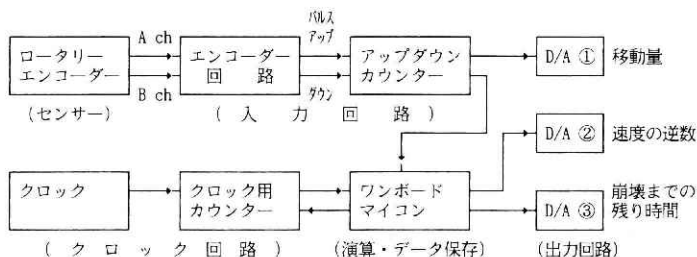 A ch
パルス
アップ
ロータリー
エンコーダー
エンコーダー
回 路
アップダウン
カウンター
D/A ①
移動量
B ch
ダウン
(センサー)
( 入 力 回 路 )
D/A ②
速度の逆数
クロック
クロック用
カウンター
ワンボード
マイコン
D/A ③
崩壊までの
残り時間
( ク ロ ッ ク 回 路 )
(演算・データ保存)
(出力回路)